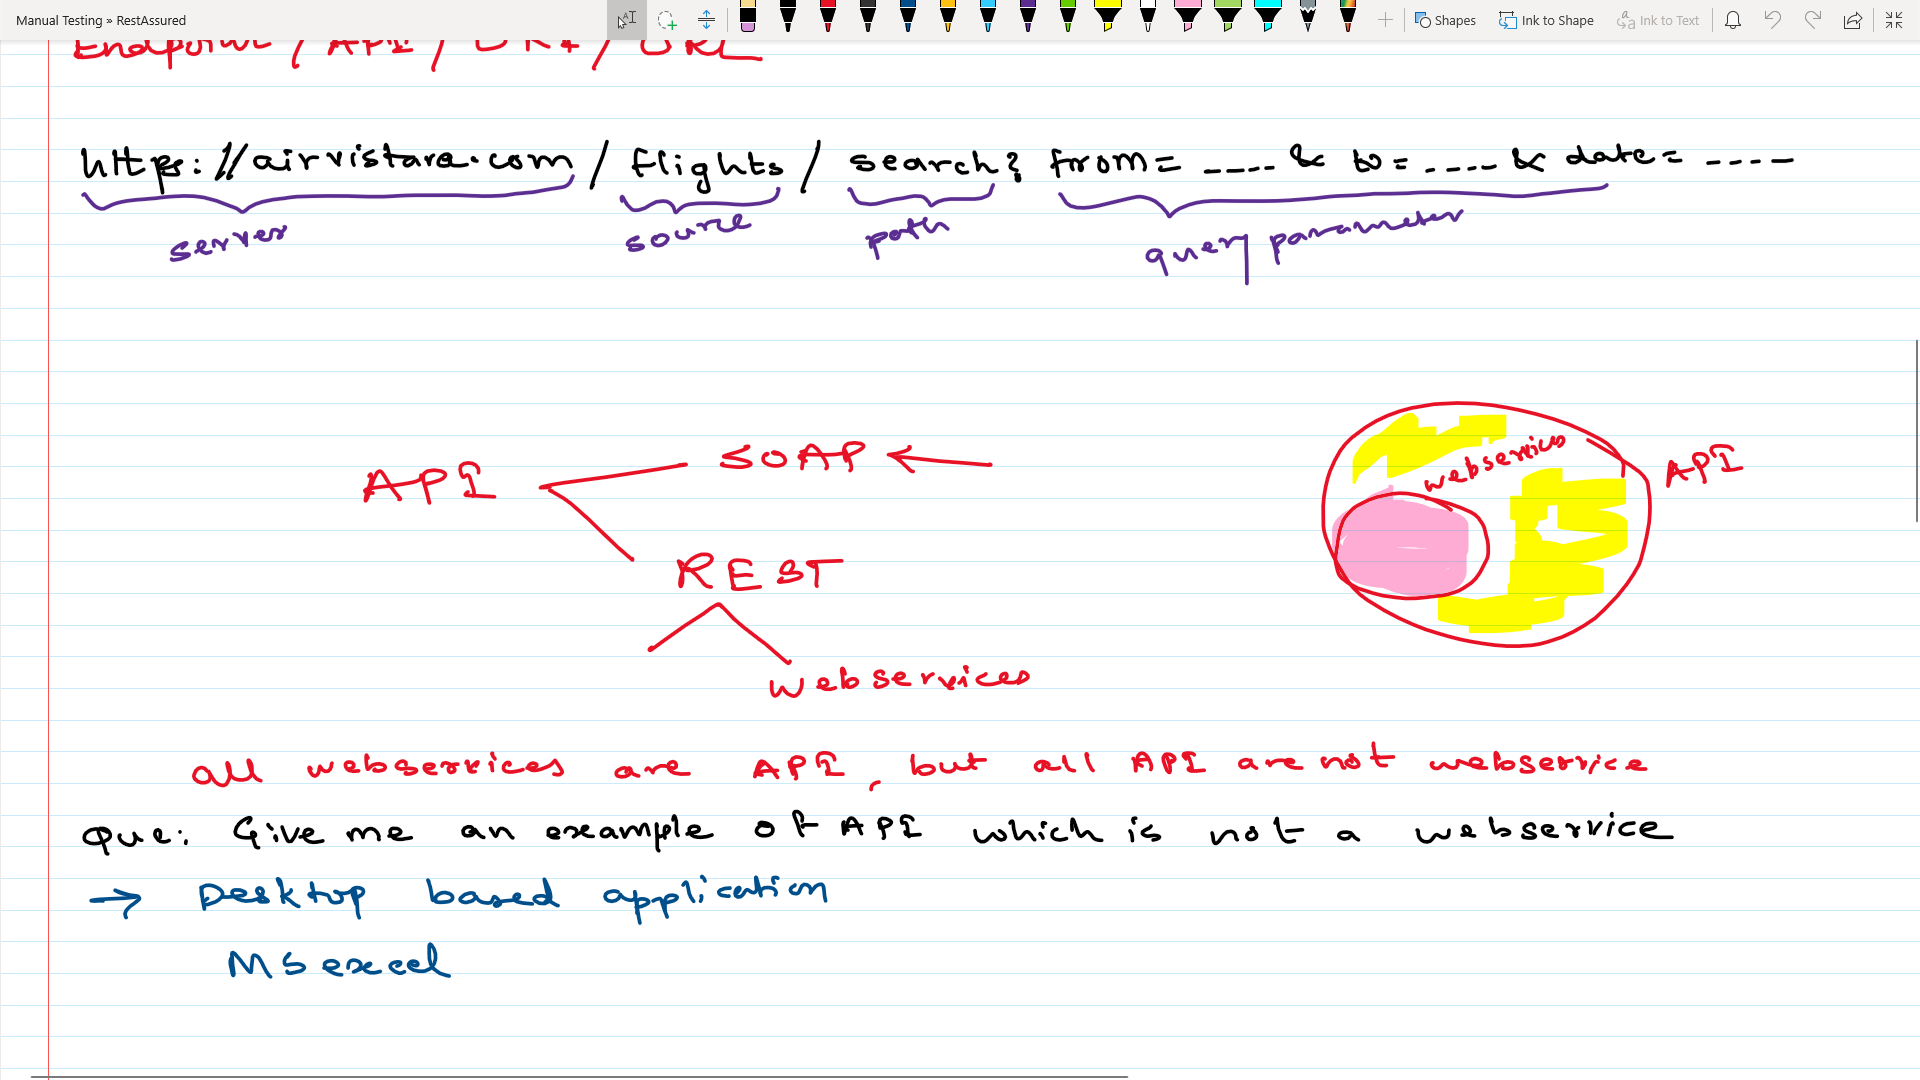 Manual Testing » RestAssured
Shapes Ink to Shape Ink to Text
Endpoint / API / URI / URL
https://airvistara.com / flights / search? from= ----- & to= ----- & date= ----
server source path query parameter
API
SOAP
REST
webservices
webservices
API
all webservices are API, but all API are not webservice
Que: Give me an example of API which is not a webservice
→ Desktop based application
MS excel